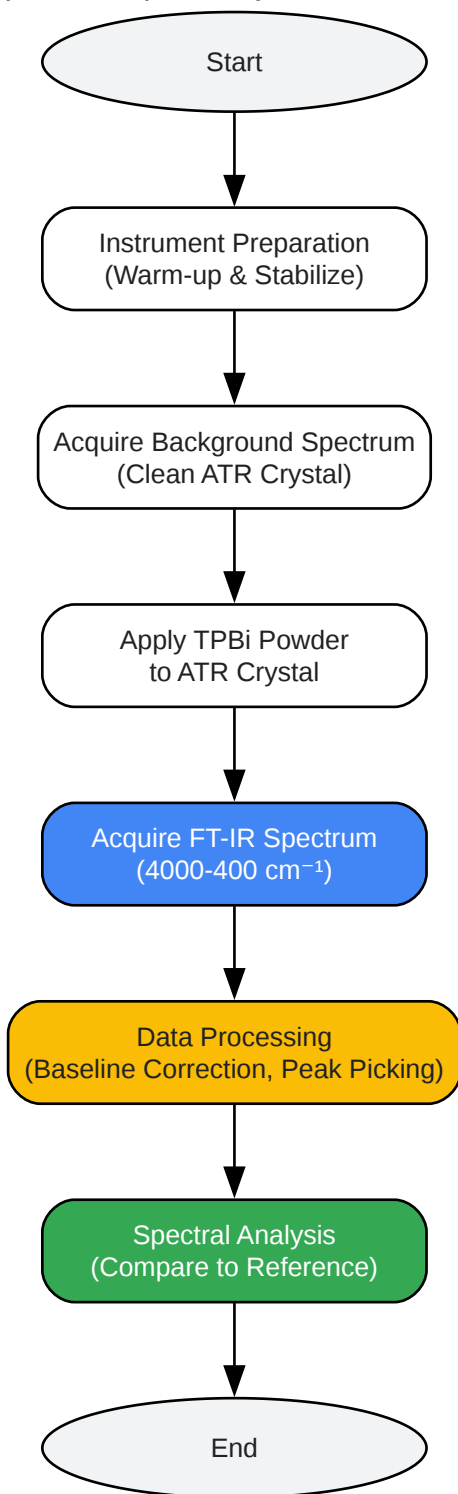 Start
Instrument Preparation
(Warm-up & Stabilize)
Acquire Background Spectrum
(Clean ATR Crystal)
Apply TPBi Powder
to ATR Crystal
Acquire FT-IR Spectrum
(4000-400 cm⁻¹)
Data Processing
(Baseline Correction, Peak Picking)
Spectral Analysis
(Compare to Reference)
End